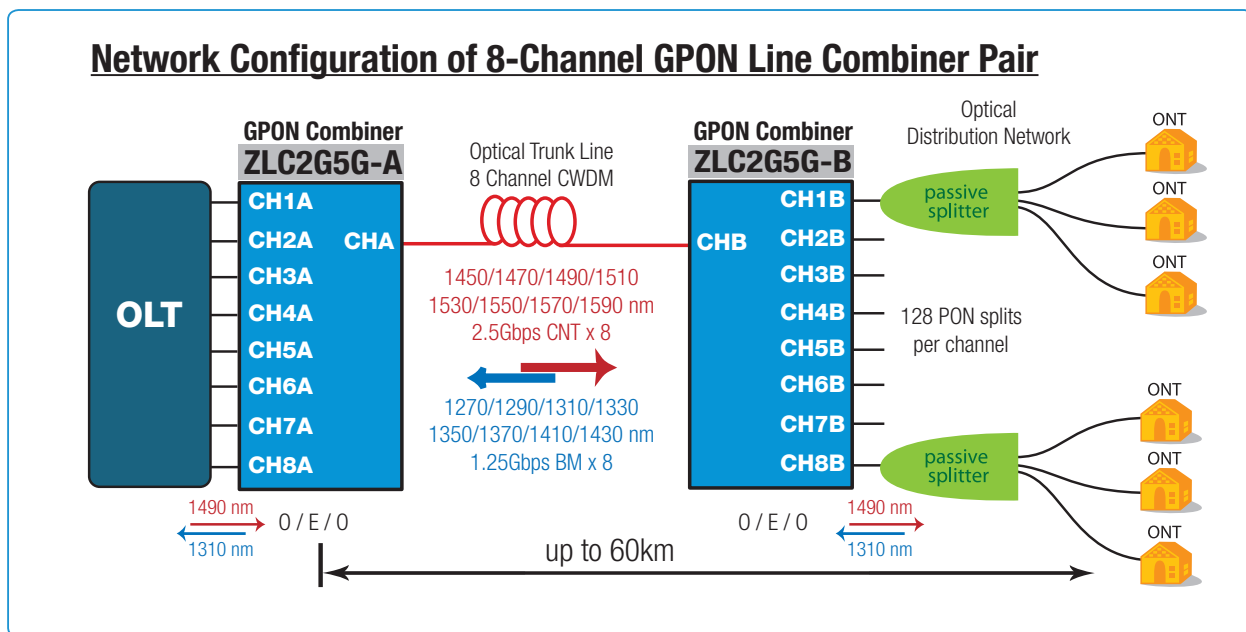 Network Configuration of 8-Channel GPON Line Combiner Pair
GPON Combiner
ZLC2G5G-A
Optical Trunk Line
8 Channel CWDM
GPON Combiner
ZLC2G5G-B
Optical
Distribution Network
OLT
CH1A
CH2A
CH3A
CH4A
CH5A
CH6A
CH7A
CH8A
CHA
1450/1470/1490/1510
1530/1550/1570/1590 nm
2.5Gbps CNT x 8
1270/1290/1310/1330
1350/1370/1410/1430 nm
1.25Gbps BM x 8
CHB
CH1B
CH2B
CH3B
CH4B
CH5B
CH6B
CH7B
CH8B
passive
splitter
ONT
ONT
ONT
128 PON splits
per channel
passive
splitter
ONT
ONT
ONT
1490 nm
1310 nm
O / E / O
O / E / O
1490 nm
1310 nm
up to 60km